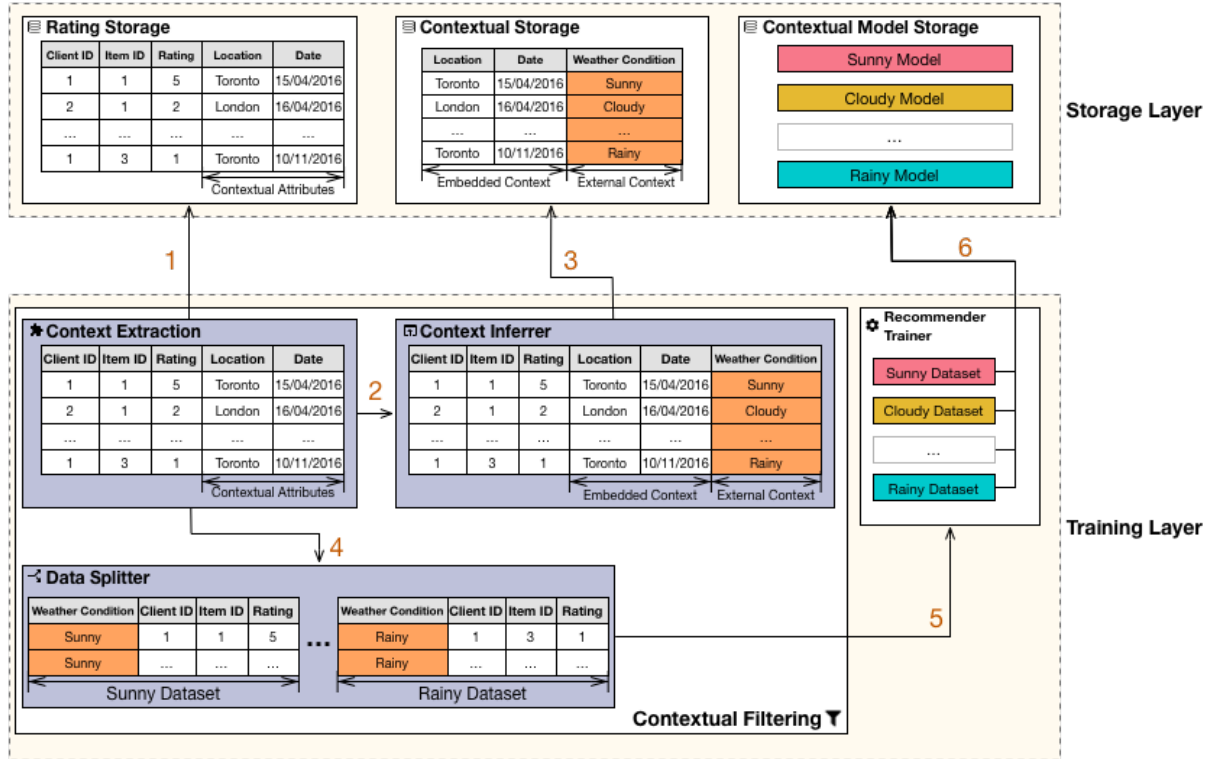 Rating Storage
Client ID Item ID Rating Location Date
1 1 5 Toronto 15/04/2016
2 1 2 London 16/04/2016
... ... ... ... ...
1 3 1 Toronto 10/11/2016
Contextual Attributes
Contextual Storage
Location Date Weather Condition
Toronto 15/04/2016 Sunny
London 16/04/2016 Cloudy
... ... ...
Toronto 10/11/2016 Rainy
Embedded Context External Context
Contextual Model Storage
Sunny Model
Cloudy Model
...
Rainy Model
Storage Layer
1
3
6
Context Extraction
Client ID Item ID Rating Location Date
1 1 5 Toronto 15/04/2016
2 1 2 London 16/04/2016
... ... ... ... ...
1 3 1 Toronto 10/11/2016
Contextual Attributes
2
Context Inferrer
Client ID Item ID Rating Location Date Weather Condition
1 1 5 Toronto 15/04/2016 Sunny
2 1 2 London 16/04/2016 Cloudy
... ... ... ... ... ...
1 3 1 Toronto 10/11/2016 Rainy
Embedded Context External Context
Recommender
Trainer
Sunny Dataset
Cloudy Dataset
...
Rainy Dataset
Training Layer
4
Data Splitter
Weather Condition Client ID Item ID Rating
Sunny 1 1 5
Sunny ... ... ...
Sunny Dataset
...
Weather Condition Client ID Item ID Rating
Rainy 1 3 1
Rainy ... ... ...
Rainy Dataset
5
Contextual Filtering